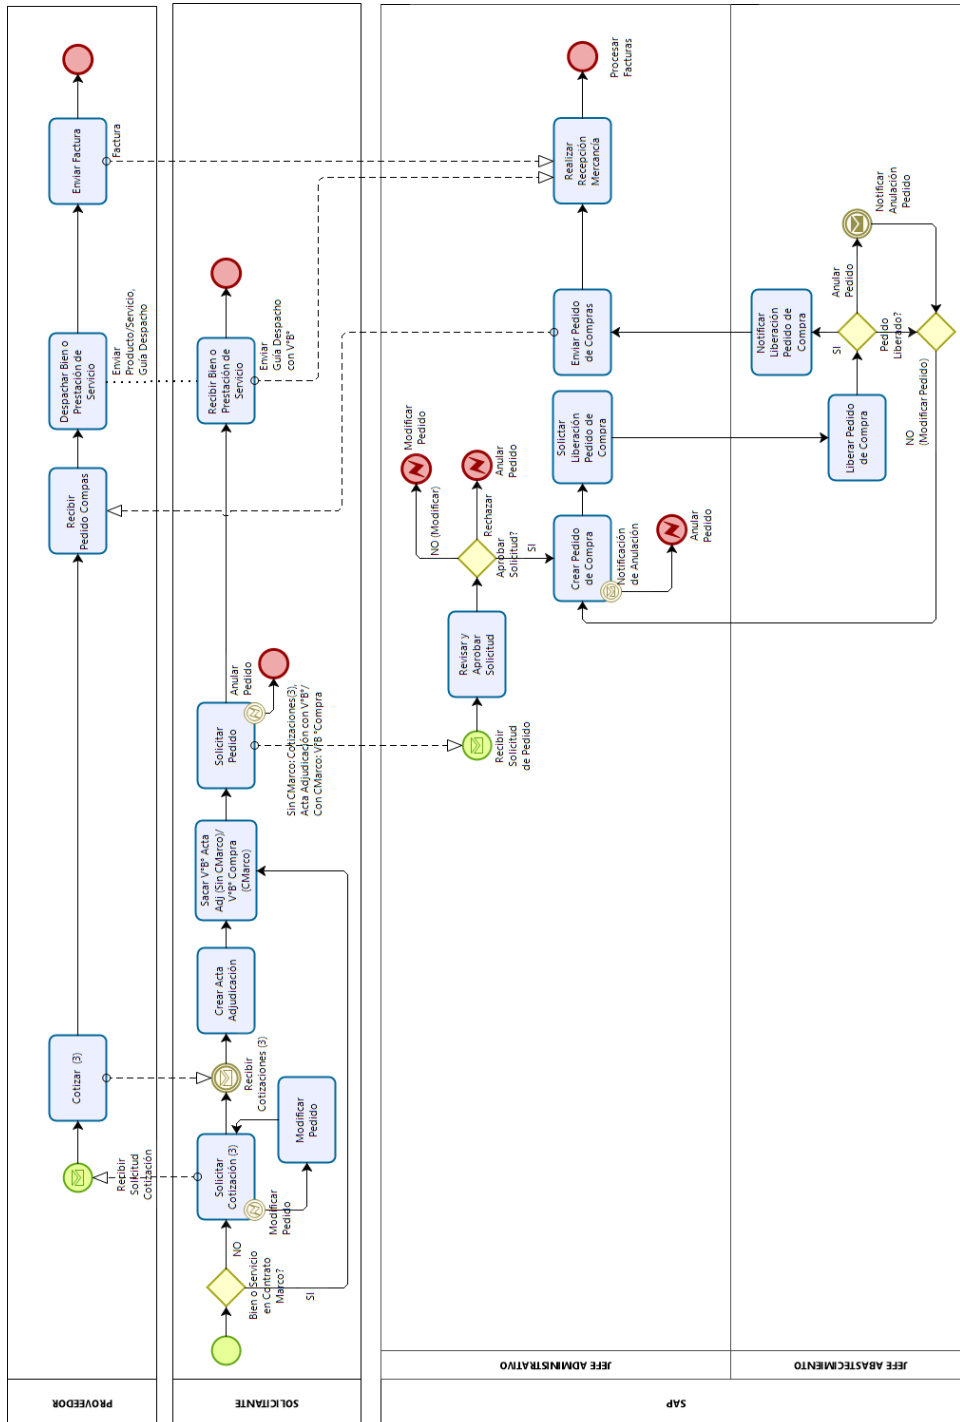 PROVEEDOR
Recibir
Solicitud
Cotización
Cotizar (3)
Recibir
Pedido Compas
Despachar Bien o
Prestación de
Servicio
Enviar
Producto/Servicio,
Guía Despacho
Enviar Factura
Factura
SOLICITANTE
Bien o Servicio
en Contrato
Marco?
NO
SI
Solicitar
Cotización (3)
Modificar
Pedido
Modificar
Pedido
Recibir
Cotizaciones (3)
Crear Acta
Adjudicación
Sacar V°B° Acta
Adj (Sin CMarco)/
V°B° Compra
(CMarco)
Solicitar
Pedido
Anular
Pedido
Sin CMarco: Cotizaciones(3),
Acta Adjudicación con V°B°/
Con CMarco: V°B °Compra
Recibir Bien o
Prestación de
Servicio
Enviar
Guía Despacho
con V°B°
SAP
JEFE ADMINISTRATIVO
Recibir
Solicitud
de Pedido
Revisar y
Aprobar
Solicitud
Aprobar
Solicitud?
NO (Modificar)
Modificar
Pedido
Rechazar
Anular
Pedido
SI
Crear Pedido
de Compra
Notificación
de Anulación
Anular
Pedido
Solictar
Liberación
Pedido de
Compra
Enviar Pedido
de Compras
Realizar
Recepción
Mercancía
Procesar
Facturas
JEFE ABASTECIMIENTO
Liberar Pedido
de Compra
Pedido
Liberado?
SI
Anular
Pedido
NO
(Modificar Pedido)
Notificar
Liberación
Pedido de
Compra
Notificar
Anulación
Pedido